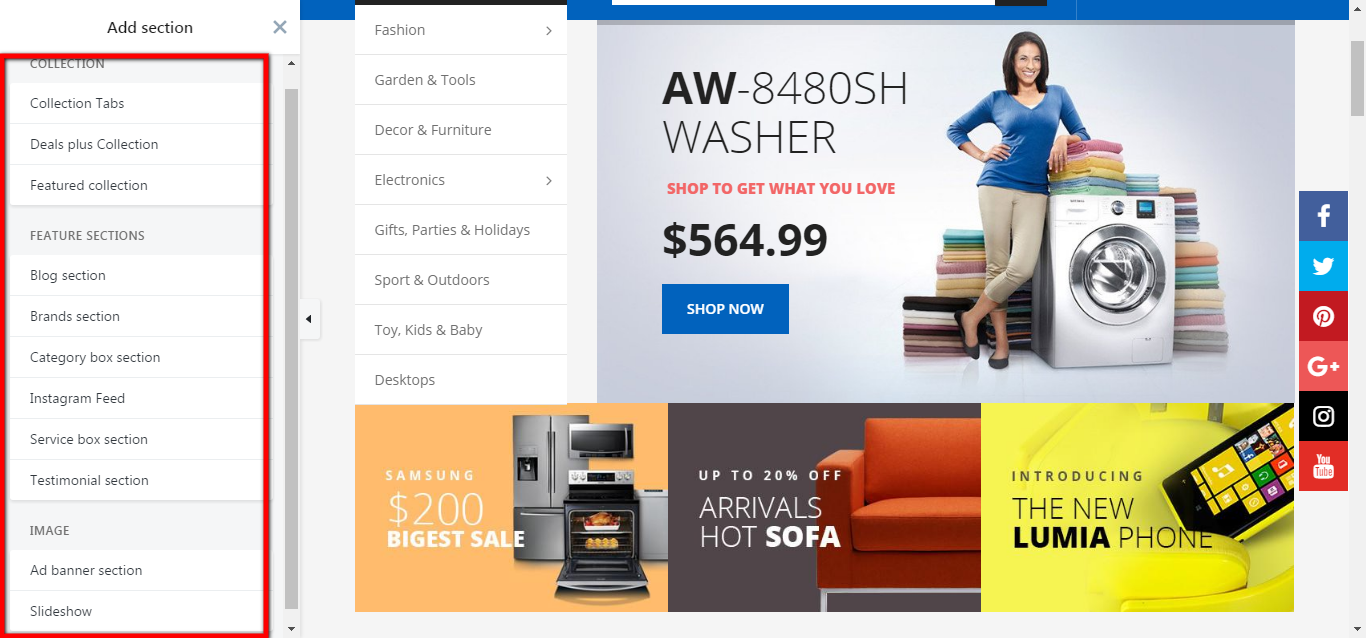 Add section
COLLECTION
Collection Tabs
Deals plus Collection
Featured collection
FEATURE SECTIONS
Blog section
Brands section
Category box section
Instagram Feed
Service box section
Testimonial section
IMAGE
Ad banner section
Slideshow
Fashion
Garden & Tools
Decor & Furniture
Electronics
Gifts, Parties & Holidays
Sport & Outdoors
Toy, Kids & Baby
Desktops
AW-8480SH
WASHER
SHOP TO GET WHAT YOU LOVE
$564.99
SHOP NOW
SAMSUNG
$200
BIGEST SALE
UP TO 20% OFF
ARRIVALS
HOT SOFA
INTRODUCING
THE NEW
LUMIA PHONE
f
G+
You
Tube